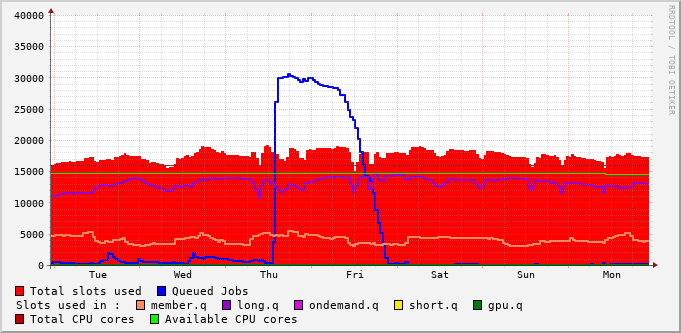 40000
35000
30000
25000
20000
15000
10000
5000
0
Tue Wed Thu Fri Sat Sun Mon
RRDTOOL / TOBI OETIKER
Total slots used Queued Jobs
Slots used in : member.q long.q ondemand.q short.q gpu.q
Total CPU cores Available CPU cores